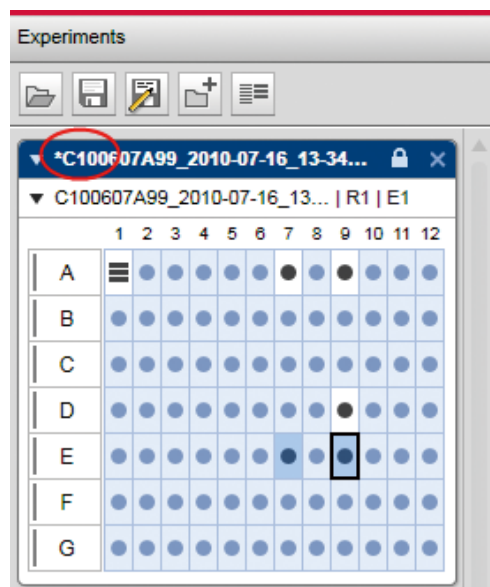 Experiments
*C100607A99_2010-07-16_13-34...
C100607A99_2010-07-16_13... | R1 | E1
1 2 3 4 5 6 7 8 9 10 11 12
A
B
C
D
E
F
G